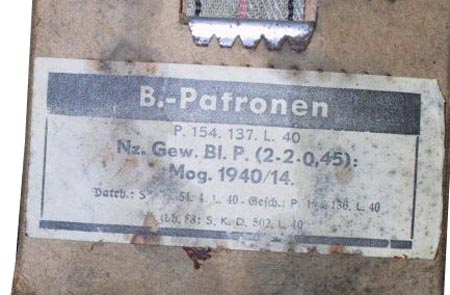 B.-Patronen
P. 154. 137. L. 40
Nz. Gew. Bl. P. (2-2-0,45):
Mog. 1940/14.
Patrh.: 4. L. 40 - Gesch.: P. 136. L. 40
S. K. D. 502. L. 40